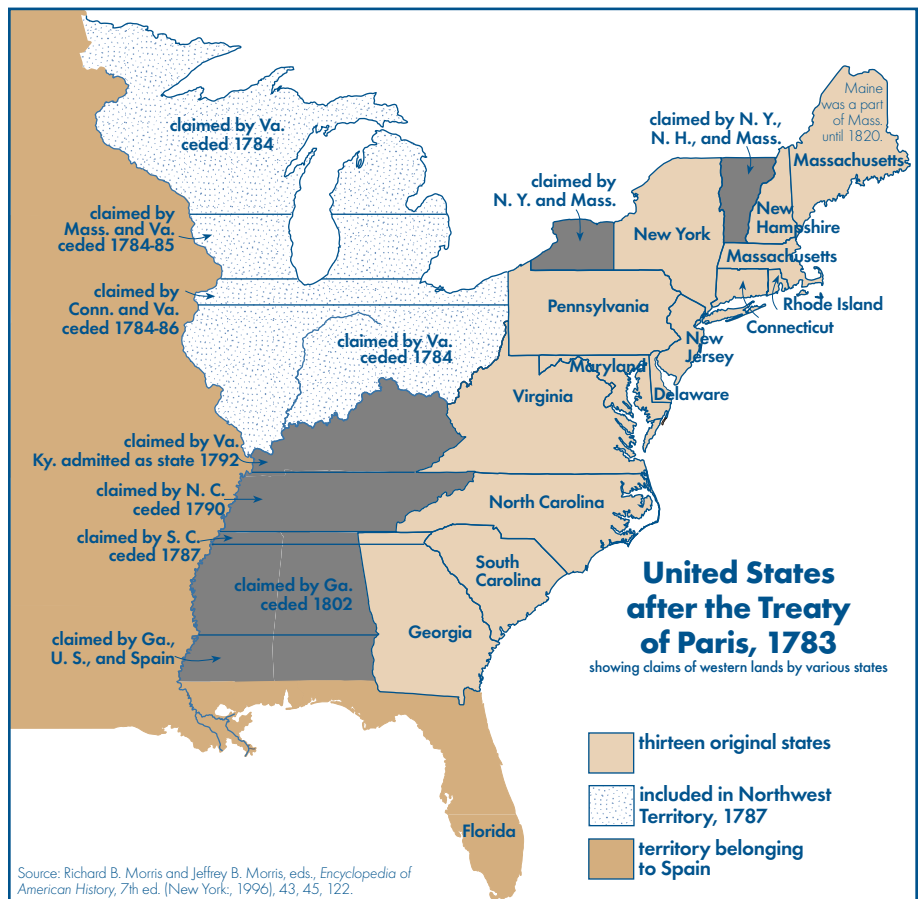 Maine
was a part
of Mass.
until 1820.
claimed by N. Y.,
N. H., and Mass.
claimed by Va.
ceded 1784
Massachusetts
claimed by
N. Y. and Mass.
claimed by
Mass. and Va.
ceded 1784-85
New
Hampshire
New York
Massachusetts
claimed by
Conn. and Va.
ceded 1784-86
Rhode Island
Connecticut
Pennsylvania
claimed by Va.
ceded 1784
New
Jersey
Maryland
Delaware
Virginia
claimed by Va.
Ky. admitted as state 1792
claimed by N. C.
ceded 1790
North Carolina
claimed by S. C.
ceded 1787
South
Carolina
claimed by Ga.
ceded 1802
Georgia
claimed by Ga.,
U. S., and Spain
United States
after the Treaty
of Paris, 1783
showing claims of western lands by various states
thirteen original states
included in Northwest
Territory, 1787
territory belonging
to Spain
Florida
Source: Richard B. Morris and Jeffrey B. Morris, eds., Encyclopedia of
American History, 7th ed. (New York:, 1996), 43, 45, 122.